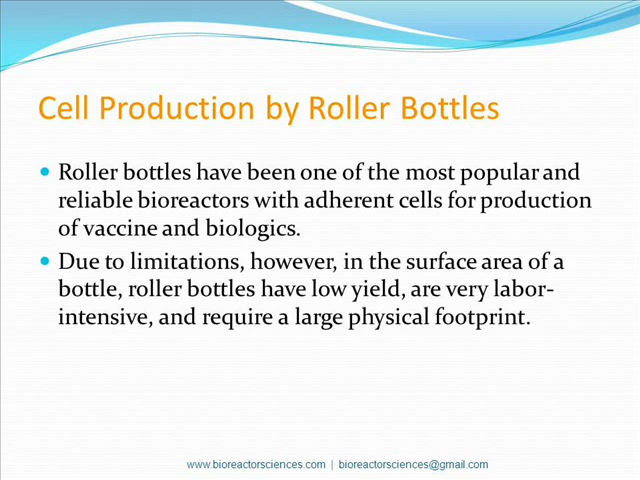 Cell Production by Roller Bottles
• Roller bottles have been one of the most popular and
reliable bioreactors with adherent cells for production
of vaccine and biologics.
• Due to limitations, however, in the surface area of a
bottle, roller bottles have low yield, are very labor-
intensive, and require a large physical footprint.
www.bioreactorsciences.com | bioreactorsciences@gmail.com